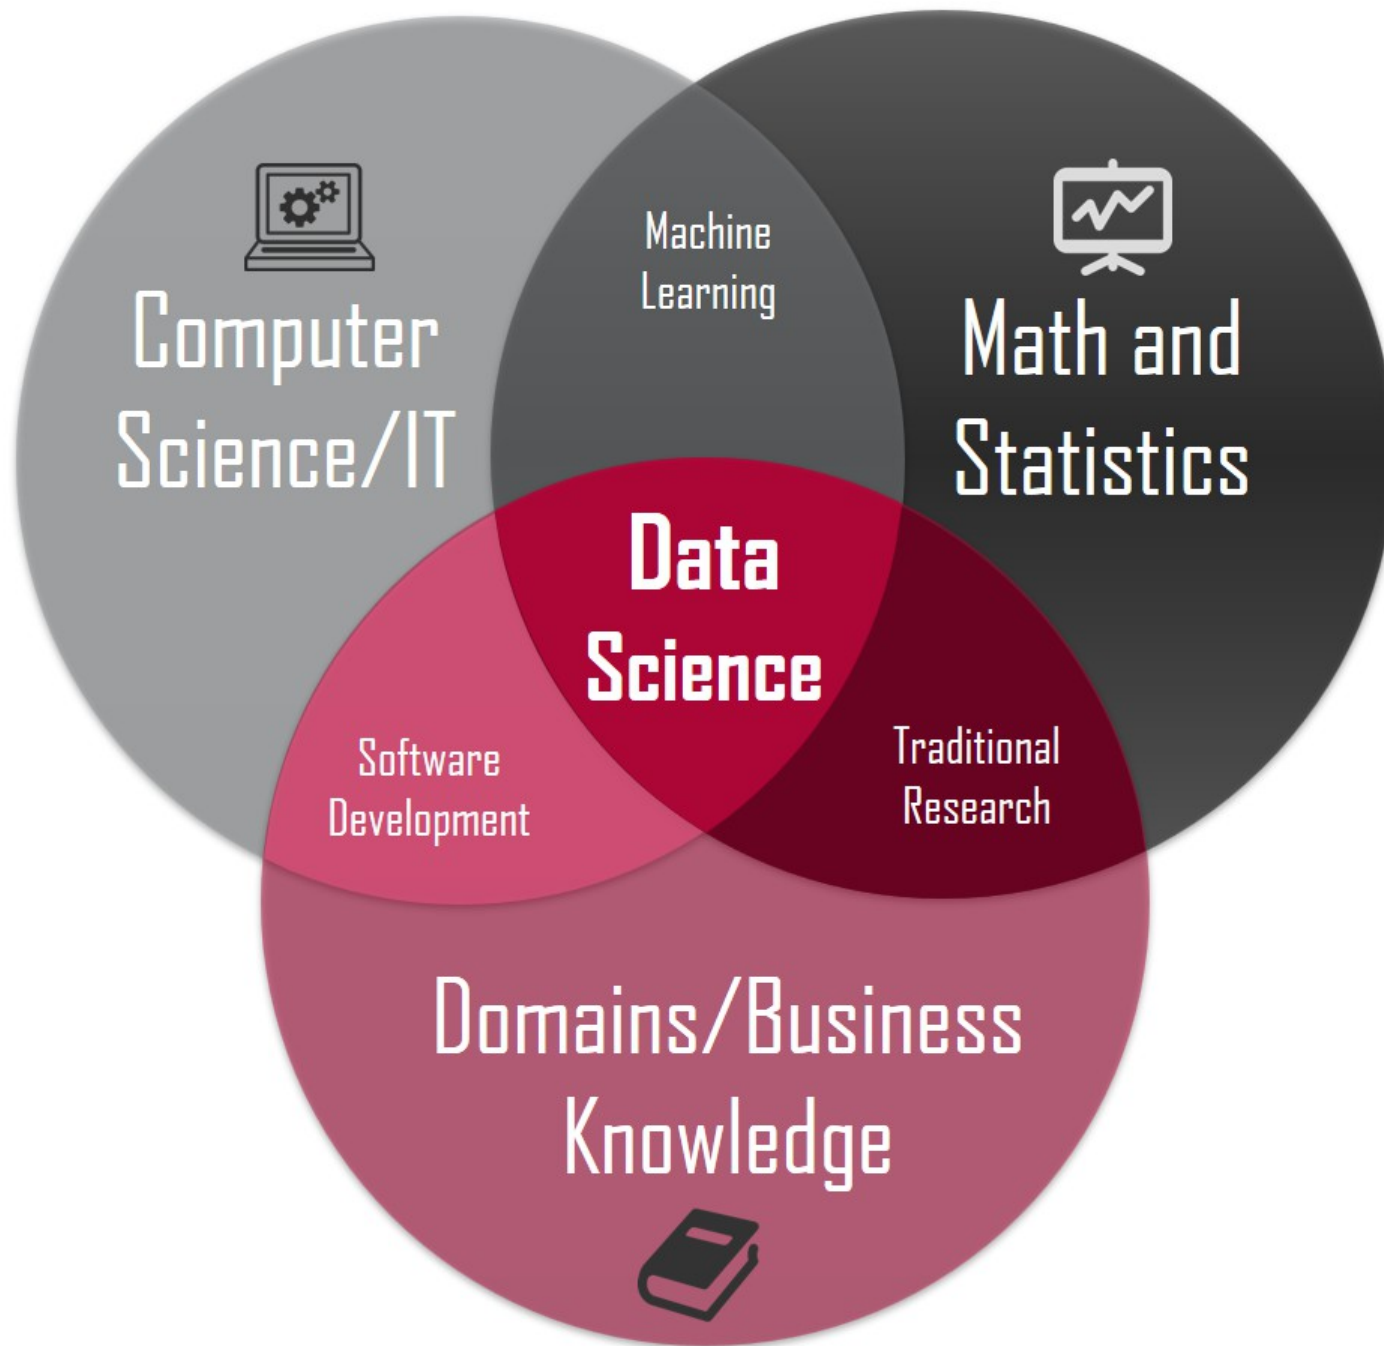 Machine
Learning
Computer
Science/IT
Math and
Statistics
Data
Science
Software
Development
Traditional
Research
Domains/Business
Knowledge